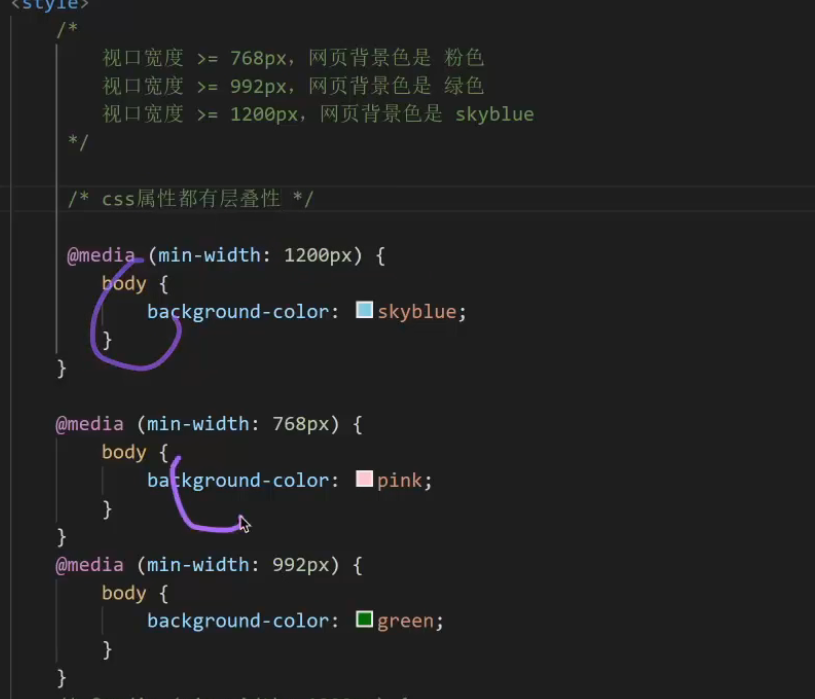 <style>
/*
视口宽度 >= 768px，网页背景色是 粉色
视口宽度 >= 992px，网页背景色是 绿色
视口宽度 >= 1200px，网页背景色是 skyblue
*/
/* css属性都有层叠性 */
@media (min-width: 1200px) {
body {
background-color: skyblue;
}
}
@media (min-width: 768px) {
body {
background-color: pink;
}
}
@media (min-width: 992px) {
body {
background-color: green;
}
}